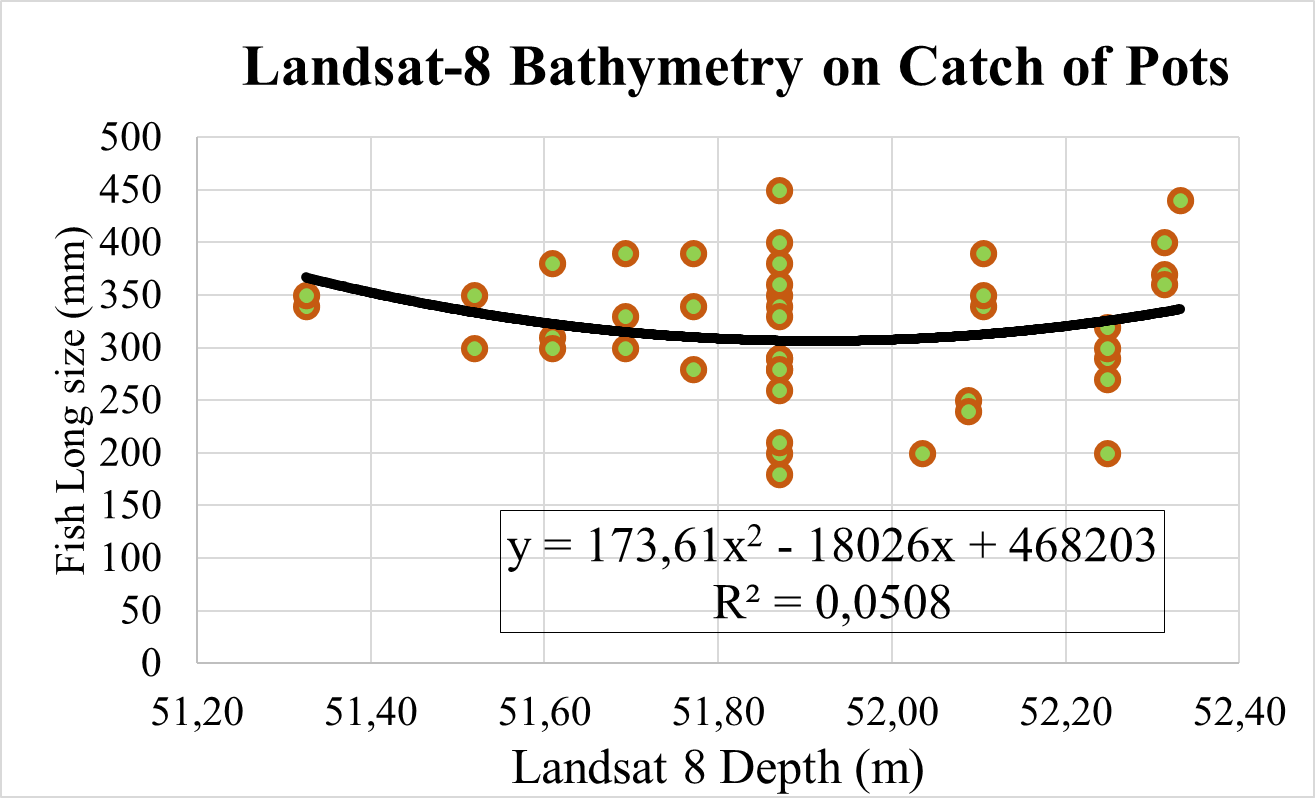 Landsat-8 Bathymetry on Catch of Pots
500
450
400
350
300
250
200
150
100
50
0
Fish Long size (mm)
y = 173,61x² - 18026x + 468203
R² = 0,0508
51,20 51,40 51,60 51,80 52,00 52,20 52,40
Landsat 8 Depth (m)